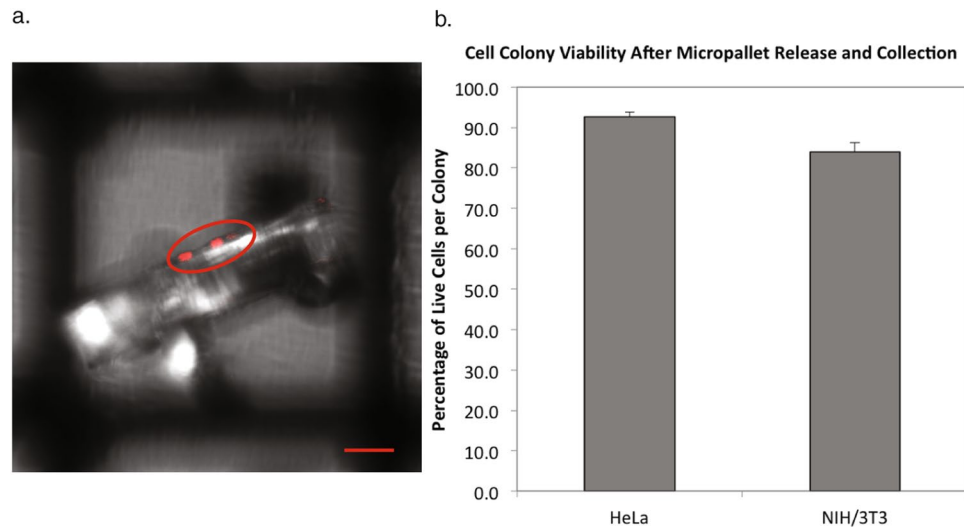 a.
b.
Cell Colony Viability After Micropallet Release and Collection
Percentage of Live Cells per Colony
100.0
90.0
80.0
70.0
60.0
50.0
40.0
30.0
20.0
10.0
0.0
HeLa
NIH/3T3